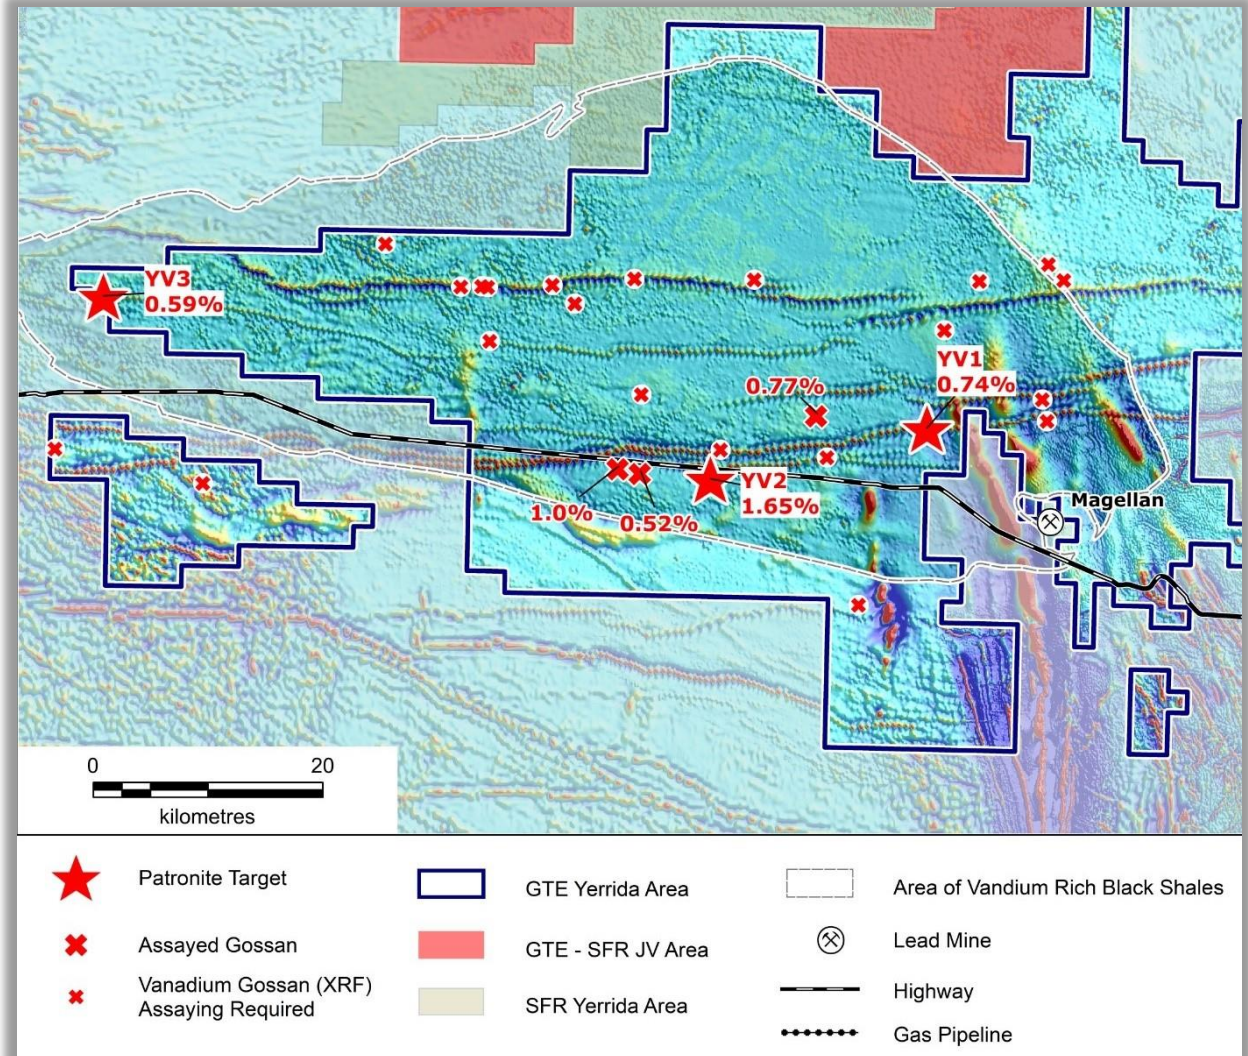 YV3
0.59%
YV1
0.74%
0.77%
YV2
1.65%
1.0%
0.52%
Magellan
0 20
kilometres
Patronite Target
Assayed Gossan
Vanadium Gossan (XRF)
Assaying Required
GTE Yerrida Area
GTE - SFR JV Area
SFR Yerrida Area
Area of Vandium Rich Black Shales
Lead Mine
Highway
Gas Pipeline